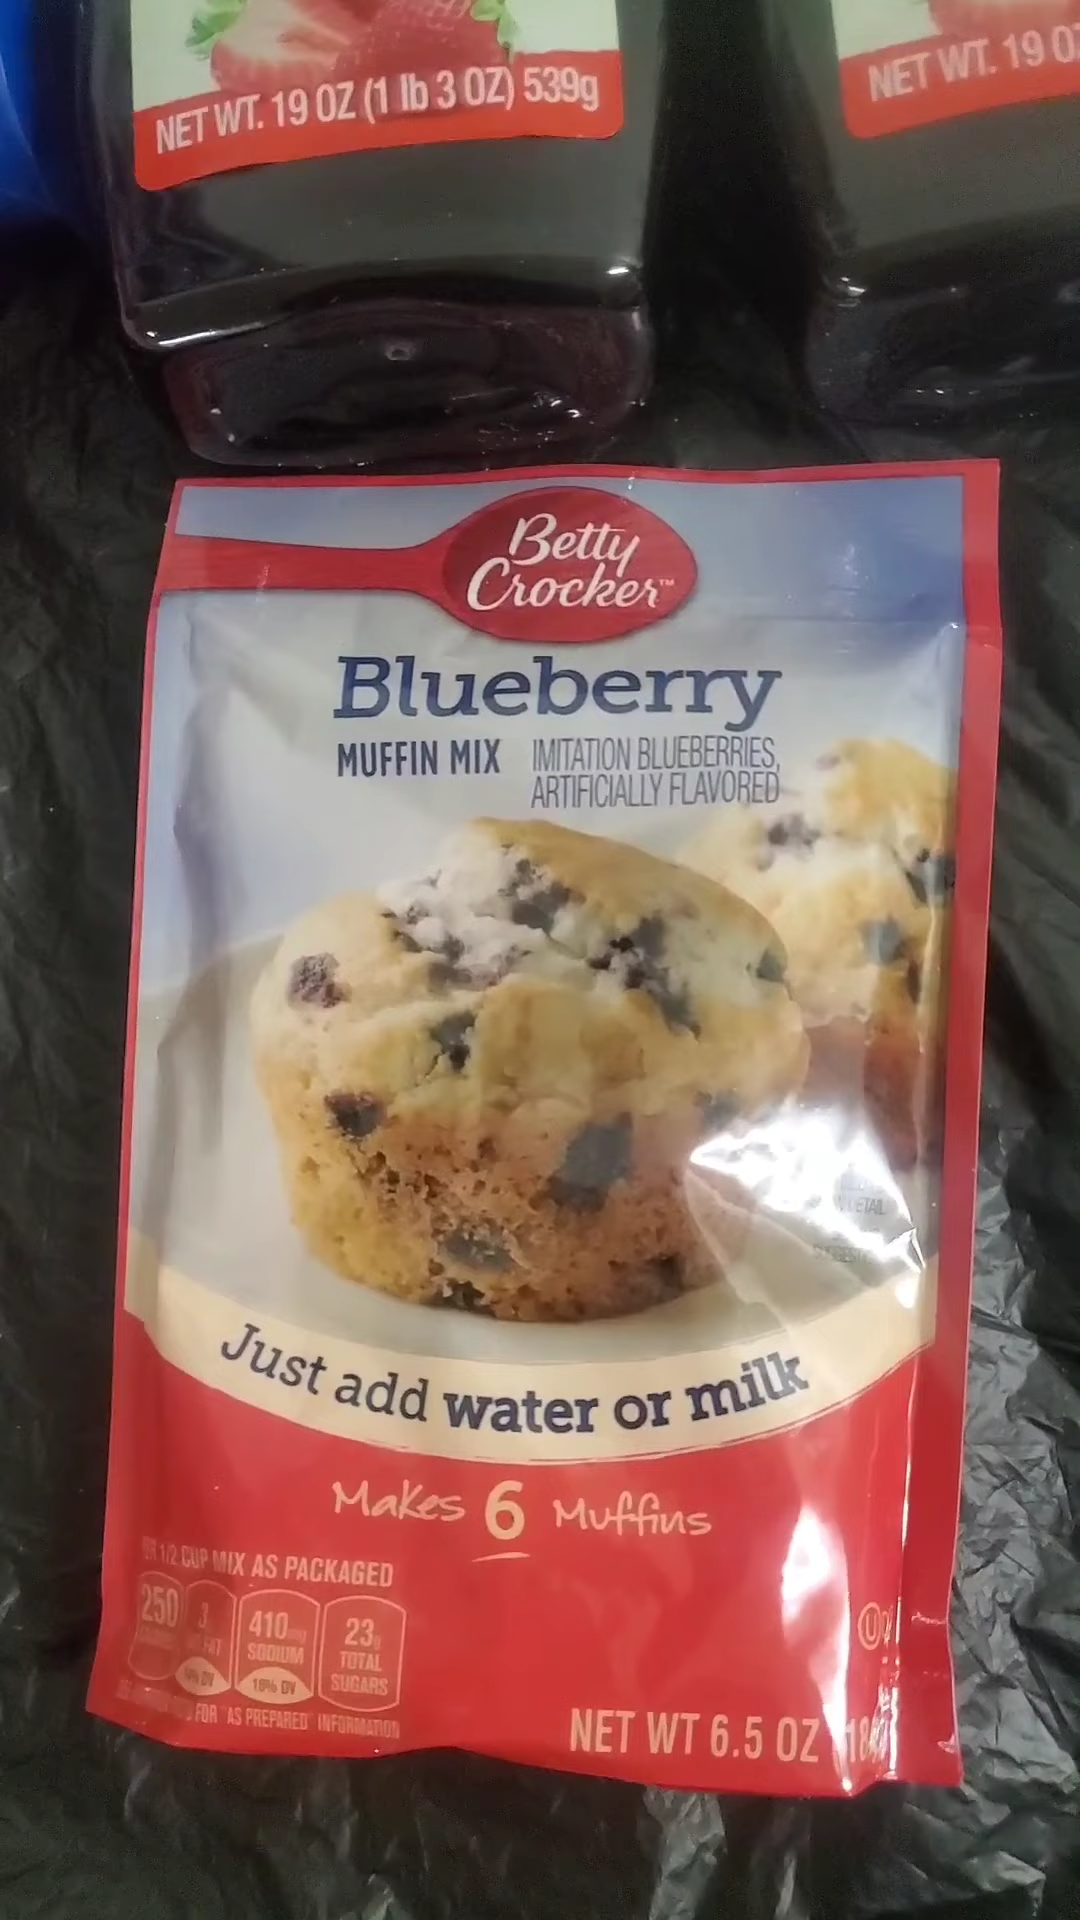 NET WT. 19 OZ (1 lb 3 OZ) 539g
NET WT. 19
Betty
Crocker™
Blueberry
MUFFIN MIX
IMITATION BLUEBERRIES,
ARTIFICIALLY FLAVORED
Just add water or milk
Makes 6 Muffins
1/2 CUP MIX AS PACKAGED
250
3
FAT
410mg
SODIUM
18% DV
23g
TOTAL
SUGARS
FOR "AS PREPARED" INFORMATION
U
NET WT 6.5 OZ